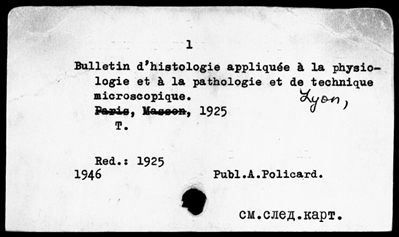 1
Bulletin d'histologie appliquée à la physio-
logie et à la pathologie et de technique
microscopique.
Lyon,
Paris, Masson, 1925
T.
Red.: 1925
1946 Publ.A.Policard.
см.след.карт.